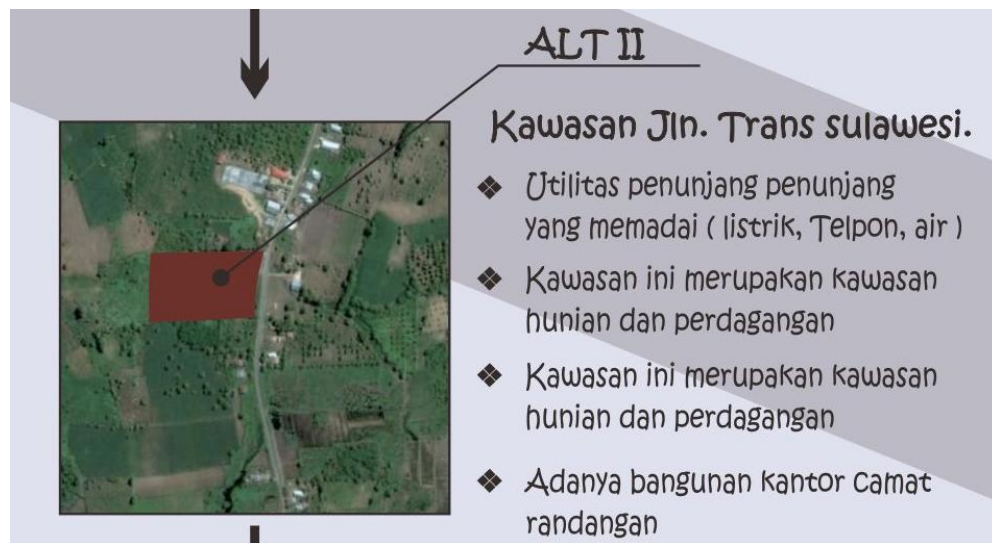 ALT II
Kawasan Jln. Trans sulawesi.
❖ Utilitas penunjang penunjang
yang memadai ( listrik, Telpon, air )
❖ Kawasan ini merupakan kawasan
hunian dan perdagangan
❖ Kawasan ini merupakan kawasan
hunian dan perdagangan
❖ Adanya bangunan kantor camat
randangan